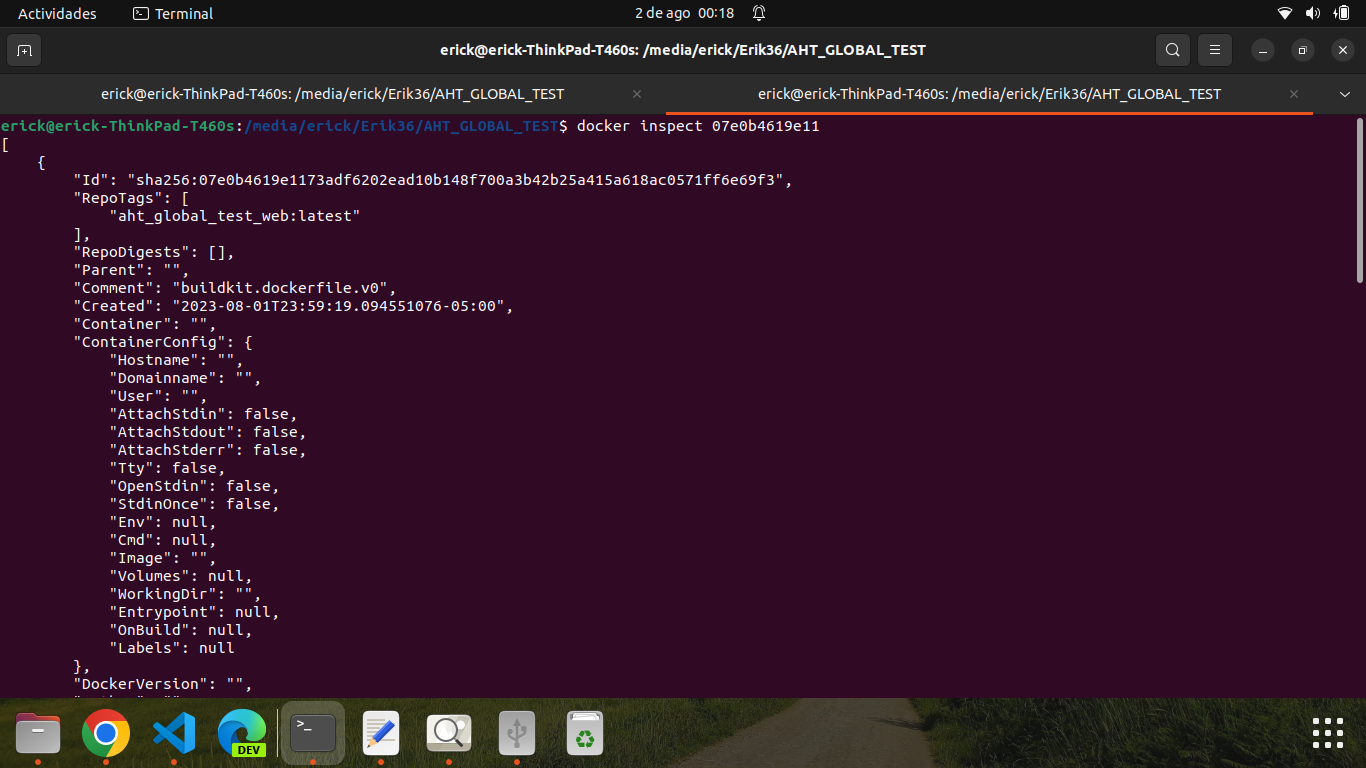 Actividades
Terminal
2 de ago 00:18
erick@erick-ThinkPad-T460s: /media/erick/Erik36/AHT_GLOBAL_TEST
erick@erick-ThinkPad-T460s: /media/erick/Erik36/AHT_GLOBAL_TEST
erick@erick-ThinkPad-T460s: /media/erick/Erik36/AHT_GLOBAL_TEST
erick@erick-ThinkPad-T460s:/media/erick/Erik36/AHT_GLOBAL_TEST$ docker inspect 07e0b4619e11
[
    {
        "Id": "sha256:07e0b4619e1173adf6202ead10b148f700a3b42b25a415a618ac0571ff6e69f3",
        "RepoTags": [
            "aht_global_test_web:latest"
        ],
        "RepoDigests": [],
        "Parent": "",
        "Comment": "buildkit.dockerfile.v0",
        "Created": "2023-08-01T23:59:19.094551076-05:00",
        "Container": "",
        "ContainerConfig": {
            "Hostname": "",
            "Domainname": "",
            "User": "",
            "AttachStdin": false,
            "AttachStdout": false,
            "AttachStderr": false,
            "Tty": false,
            "OpenStdin": false,
            "StdinOnce": false,
            "Env": null,
            "Cmd": null,
            "Image": "",
            "Volumes": null,
            "WorkingDir": "",
            "Entrypoint": null,
            "OnBuild": null,
            "Labels": null
        },
        "DockerVersion": "",
DEV